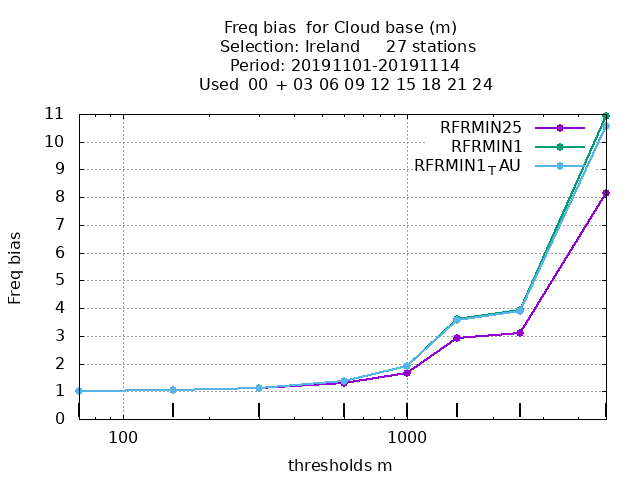 Freq bias  for Cloud base (m)
Selection: Ireland     27 stations
Period: 20191101-20191114
Used  00 + 03 06 09 12 15 18 21 24
RFRMIN25
RFRMIN1
RFRMIN1TAU
Freq bias
11
10
9
8
7
6
5
4
3
2
1
0
100
1000
thresholds m